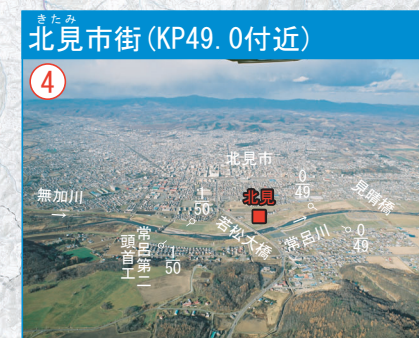 きたみ
北見市街(KP49.0付近)
4
北見市
無加川
→
1
50
北見
0
49
見晴橋
若松大橋
常呂川
0
49
常呂第二
頭首工
1
50